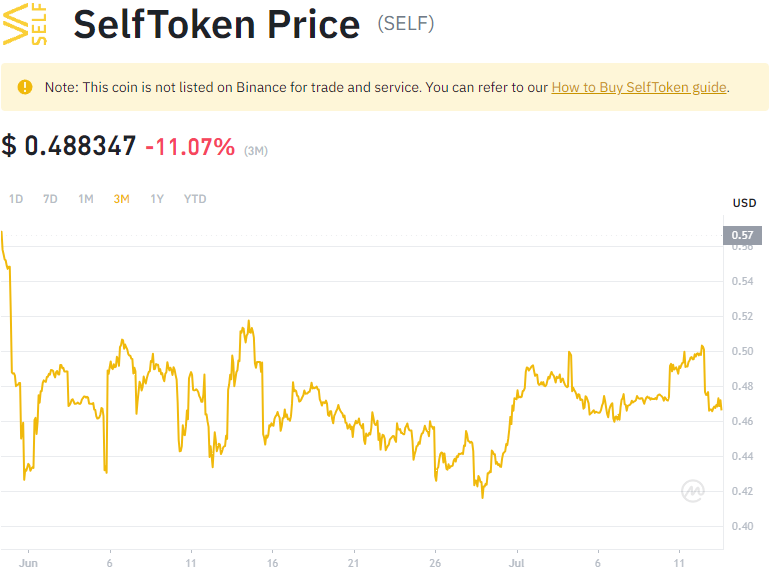 SELF
SelfToken Price (SELF)
Note: This coin is not listed on Binance for trade and service. You can refer to our How to Buy SelfToken guide.
$ 0.488347 -11.07% (3M)
1D 7D 1M 3M 1Y YTD
USD
0.57
0.56
0.54
0.52
0.50
0.48
0.46
0.44
0.42
0.40
Jun 6 11 16 21 26 Jul 6 11